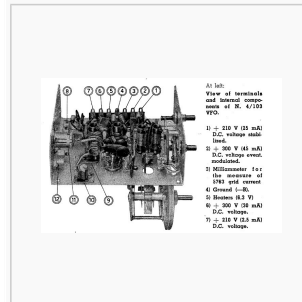 7 6 5 4 3 2 1
8
12 11 10 9
At left:
View of terminals
and internal compo-
nents of N. 4/103
VFO.
1) + 210 V (25 mA)
D.C. voltage stabi-
lized.
2) + 300 V (45 mA)
D.C. voltage event.
modulated.
3) Milliammeter for
the measure of
5763 grid current
4) Ground (—B).
5) Heaters (6,3 V)
6) + 300 V (30 mA)
D.C. voltage.
7) + 210 V (2,5 mA)
D.C. voltage.